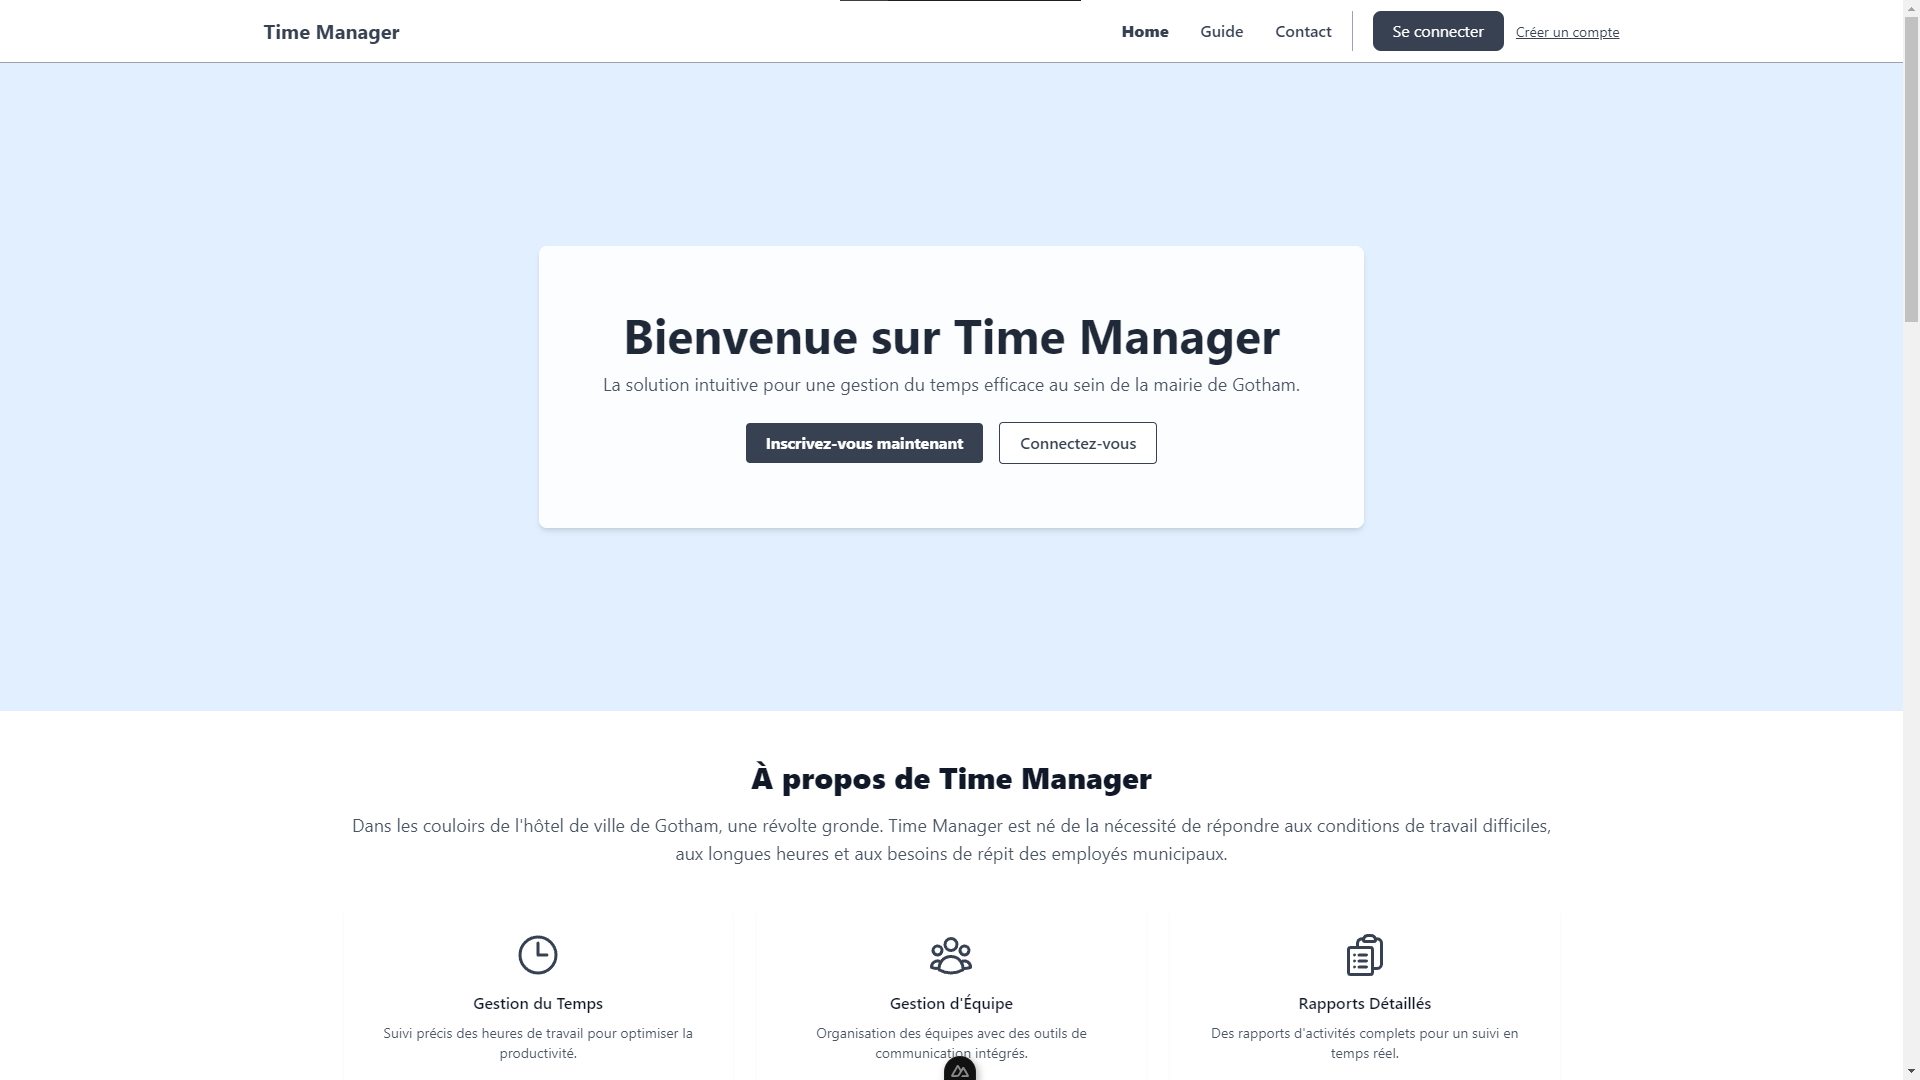 Time Manager
Home
Guide
Contact
Se connecter
Créer un compte
Bienvenue sur Time Manager
La solution intuitive pour une gestion du temps efficace au sein de la mairie de Gotham.
Inscrivez-vous maintenant
Connectez-vous
À propos de Time Manager
Dans les couloirs de l'hôtel de ville de Gotham, une révolte gronde. Time Manager est né de la nécessité de répondre aux conditions de travail difficiles,
aux longues heures et aux besoins de répit des employés municipaux.
Gestion du Temps
Suivi précis des heures de travail pour optimiser la
productivité.
Gestion d'Équipe
Organisation des équipes avec des outils de
communication intégrés.
Rapports Détaillés
Des rapports d'activités complets pour un suivi en
temps réel.